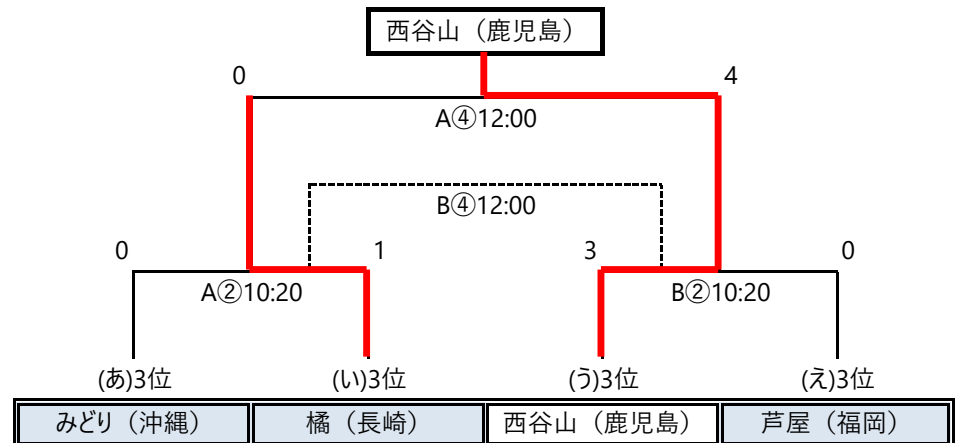 西谷山（鹿児島）
0 4
A④12:00
B④12:00
0 1 3 0
A②10:20 B②10:20
(あ)3位 (い)3位 (う)3位 (え)3位
みどり（沖縄） 橘（長崎） 西谷山（鹿児島） 芦屋（福岡）